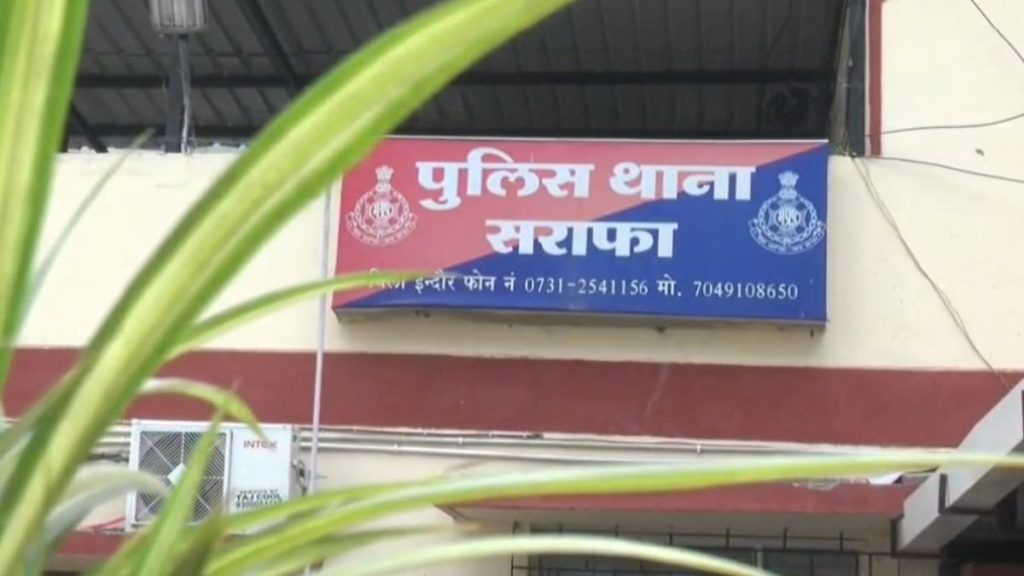 पुलिस थाना
सराफा
जिला इन्दौर फोन नं 0731-2541156 मो. 7049108650
INTEX
TAJ COOL